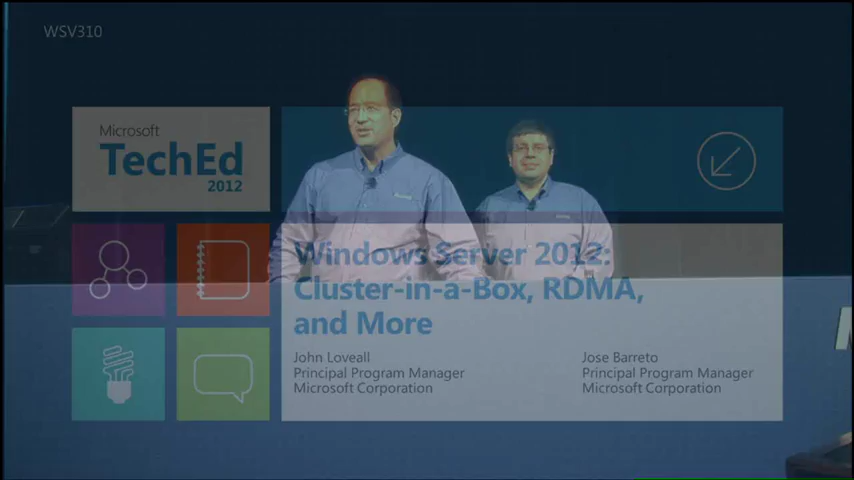 WSV310
Microsoft
TechEd
2012
Windows Server 2012:
Cluster-in-a-Box, RDMA,
and More
John Loveall
Principal Program Manager
Microsoft Corporation
Jose Barreto
Principal Program Manager
Microsoft Corporation